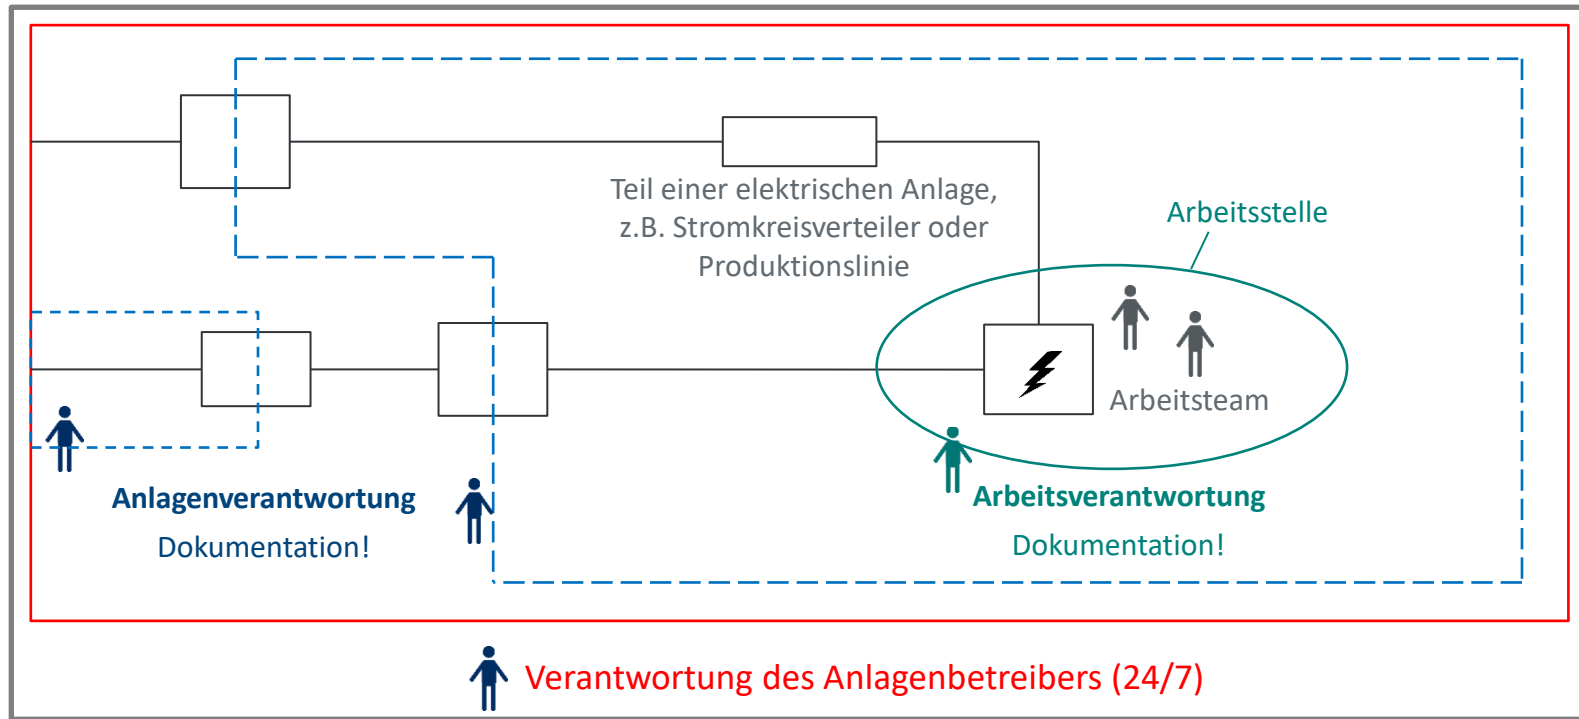 Teil einer elektrischen Anlage,
z.B. Stromkreisverteiler oder
Produktionslinie
Arbeitsstelle
Arbeitsteam
Anlagenverantwortung
Dokumentation!
Arbeitsverantwortung
Dokumentation!
Verantwortung des Anlagenbetreibers (24/7)